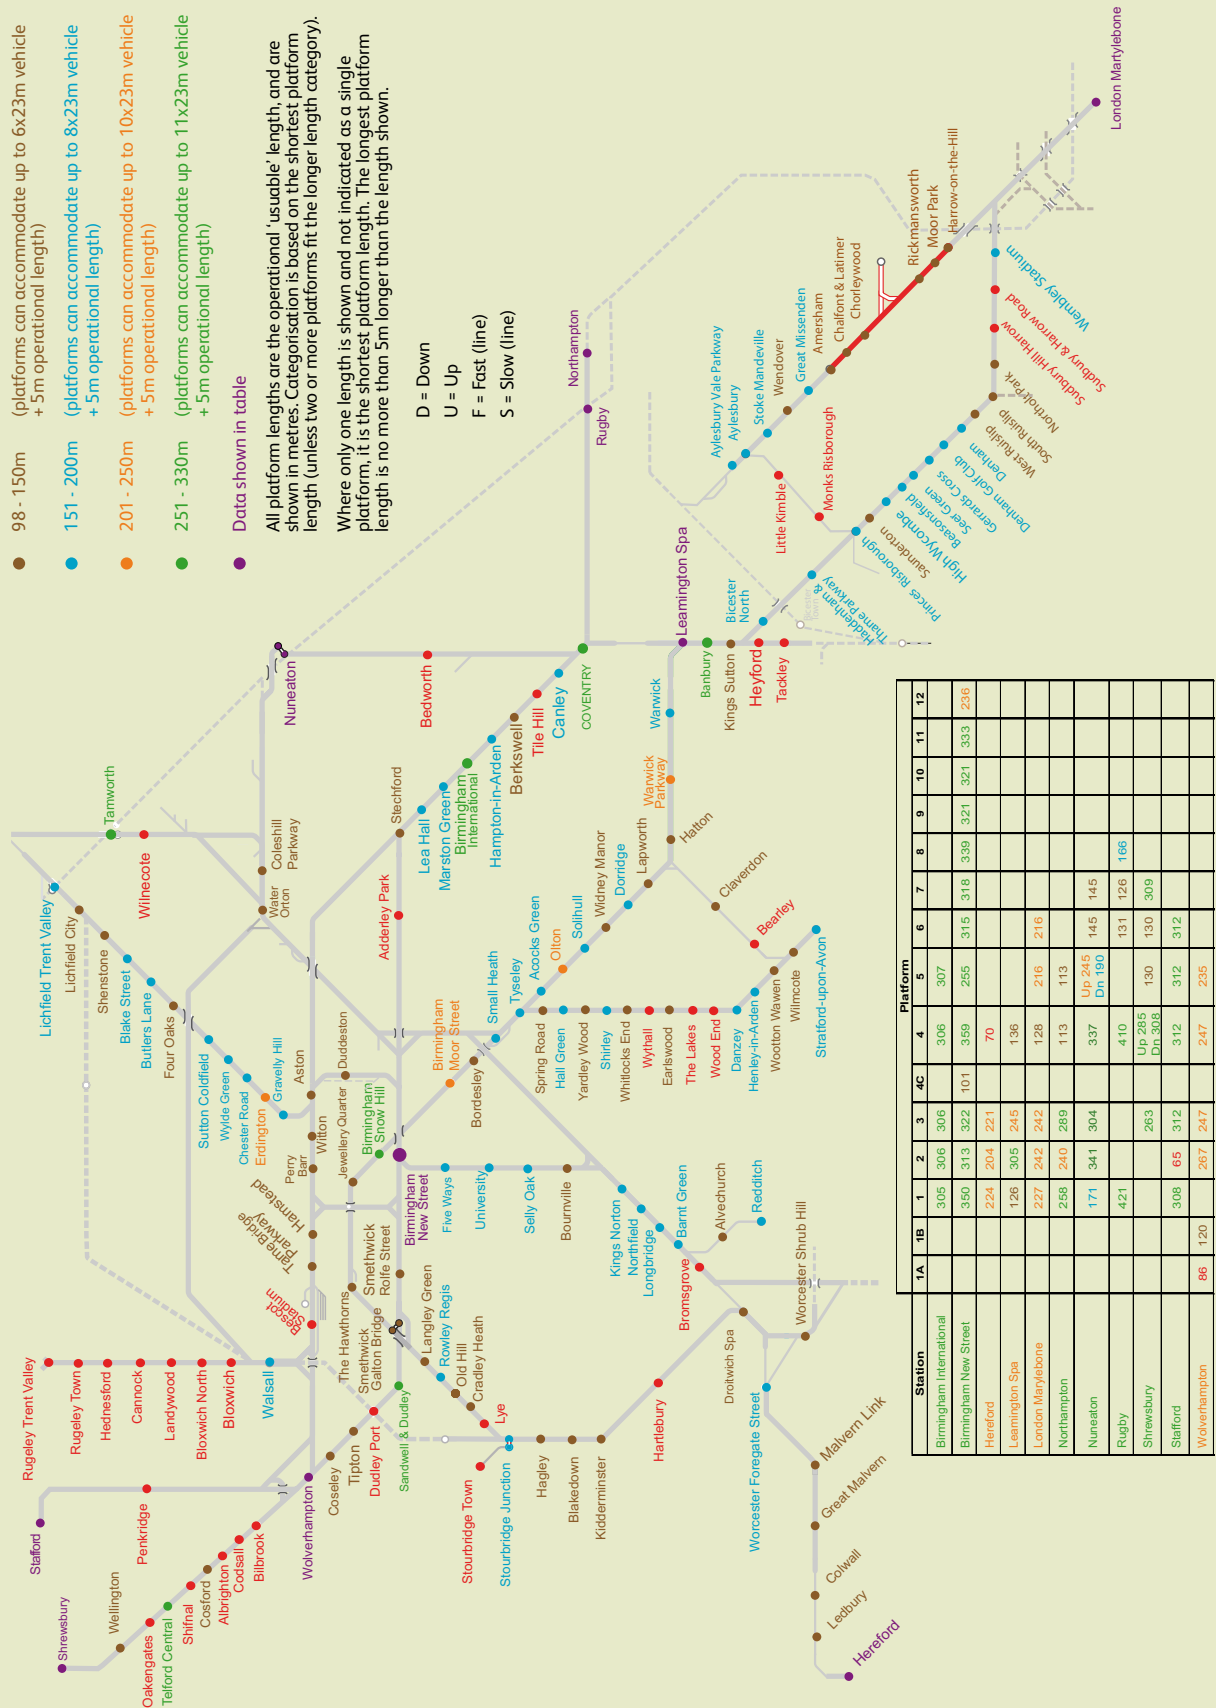 98 - 150m (platforms can accommodate up to 6x23m vehicle
+ 5m operational length)
151 - 200m (platforms can accomodate up to 8x23m vehicle
+ 5m operational length)
201 - 250m (platforms can accomodate up to 10x23m vehicle
+ 5m operational length)
251 - 330m (platforms can accomodate up to 11x23m vehicle
+ 5m operational length)
Data shown in table
All platform lengths are the operational 'usuable' length, and are
shown in metres. Categorisation is based on the shortest platform
length (unless two or more platforms fit the longer length category).
Where only one length is shown and not indicated as a single
platform, it is the shortest platform length. The longest platform
length is no more than 5m longer than the length shown.
D = Down
U = Up
F = Fast (line)
S = Slow (line)
Shrewsbury
Wellington
Oakengates
Telford Central
Shifnal
Cosford
Albrighton
Codsall
Bilbrook
Stafford
Penkridge
Wolverhampton
Rugeley Trent Valley
Rugeley Town
Hednesford
Cannock
Landywood
Bloxwich North
Bloxwich
Walsall
Bescot
Stadium
Tame Bridge
Parkway
Hamstead
Perry
Barr
Witton
Aston
Duddeston
Lichfield Trent Valley
Lichfield City
Shenstone
Blake Street
Butlers Lane
Four Oaks
Sutton Coldfield
Wylde Green
Chester Road
Erdington
Gravelly Hill
Tamworth
Wilnecote
Water
Orton
Coleshill
Parkway
Nuneaton
Bedworth
COVENTRY
Canley
Tile Hill
Berkswell
Hampton-in-Arden
Birmingham
International
Marston Green
Lea Hall
Stechford
Adderley Park
Coseley
Tipton
Dudley Port
Sandwell & Dudley
Smethwick
Galton Bridge
The Hawthorns
Smethwick
Rolfe Street
Jewellery Quarter
Birmingham
Snow Hill
Birmingham
New Street
Birmingham
Moor Street
Bordesley
Small Heath
Tyseley
Acocks Green
Olton
Solihull
Widney Manor
Dorridge
Lapworth
Hatton
Warwick
Parkway
Warwick
Leamington Spa
Claverdon
Bearley
Spring Road
Hall Green
Yardley Wood
Shirley
Whitlocks End
Wythall
Earlswood
The Lakes
Wood End
Danzey
Henley-in-Arden
Wootton Wawen
Wilmcote
Stratford-upon-Avon
Langley Green
Rowley Regis
Old Hill
Cradley Heath
Lye
Stourbridge Town
Stourbridge Junction
Hagley
Blakedown
Kidderminster
Hartlebury
Droitwich Spa
Worcester Shrub Hill
Worcester Foregate Street
Malvern Link
Great Malvern
Colwall
Ledbury
Hereford
Five Ways
University
Selly Oak
Bournville
Kings Norton
Northfield
Longbridge
Barnt Green
Alvechurch
Redditch
Bromsgrove
Rugby
Northampton
Banbury
Kings Sutton
Heyford
Tackley
Bicester
North
Bicester
Town
Haddenham &
Thame Parkway
Princes Risborough
Monks Risborough
Little Kimble
Saunderton
High Wycombe
Beasonsfield
Seer Green
Gerrards Cross
Denham Golf Club
Denham
West Ruislip
South Ruislip
Northolt Park
Sudbury Hill Harrow
Sudbury & Harrow Road
Wembley Stadium
Aylesbury Vale Parkway
Aylesbury
Stoke Mandeville
Wendover
Great Missenden
Amersham
Chalfont & Latimer
Chorleywood
Rickmansworth
Moor Park
Harrow-on-the-Hill
London Martylebone
Platform
Station 1A 1B 1 2 3 4C 4 5 6 7 8 9 10 11 12
Birmingham International 305 306 306 306 307
Birmingham New Street 350 313 322 101 359 255 315 318 339 321 321 333 236
Hereford 224 204 221 70
Leamington Spa 126 305 245 136
London Marylebone 227 242 242 128 216 216
Northampton 258 240 289 113 113
Nuneaton 171 341 304 337 Up 245 145 145
Dn 190
Rugby 421 410 131 126 166
Shrewsbury 263 Up 285 130 130 309
Dn 308
Stafford 308 65 312 312 312 312
Wolverhampton 86 120 267 247 247 235